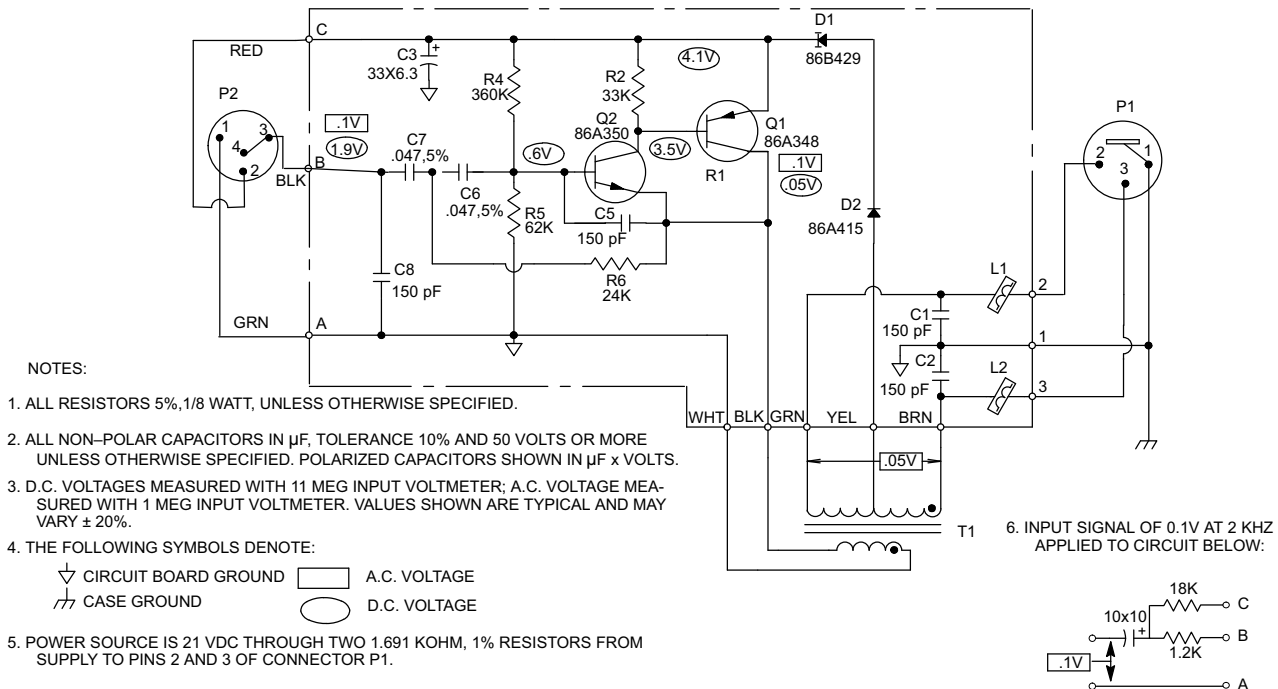 C
RED
C3
33X6.3
+
R4
360K
R2
33K
4.1V
D1
86B429
P2
1
3
4
2
.1V
1.9V
B
BLK
C7
.047,5%
C6
.047,5%
.6V
Q2
86A350
3.5V
Q1
86A348
R1
.1V
.05V
P1
2
1
3
R5
62K
C5
150 pF
D2
86A415
C8
150 pF
R6
24K
L1
2
C1
150 pF
1
C2
150 pF
L2
3
GRN
A
WHT BLK GRN YEL BRN
.05V
T1
NOTES:
1. ALL RESISTORS 5%,1/8 WATT, UNLESS OTHERWISE SPECIFIED.
2. ALL NON–POLAR CAPACITORS IN µF, TOLERANCE 10% AND 50 VOLTS OR MORE
UNLESS OTHERWISE SPECIFIED. POLARIZED CAPACITORS SHOWN IN µF x VOLTS.
3. D.C. VOLTAGES MEASURED WITH 11 MEG INPUT VOLTMETER; A.C. VOLTAGE MEA-
SURED WITH 1 MEG INPUT VOLTMETER. VALUES SHOWN ARE TYPICAL AND MAY
VARY ± 20%.
4. THE FOLLOWING SYMBOLS DENOTE:
CIRCUIT BOARD GROUND A.C. VOLTAGE
CASE GROUND D.C. VOLTAGE
5. POWER SOURCE IS 21 VDC THROUGH TWO 1.691 KOHM, 1% RESISTORS FROM
SUPPLY TO PINS 2 AND 3 OF CONNECTOR P1.
6. INPUT SIGNAL OF 0.1V AT 2 KHZ
APPLIED TO CIRCUIT BELOW:
18K
C
10x10
+
B
1.2K
.1V
A